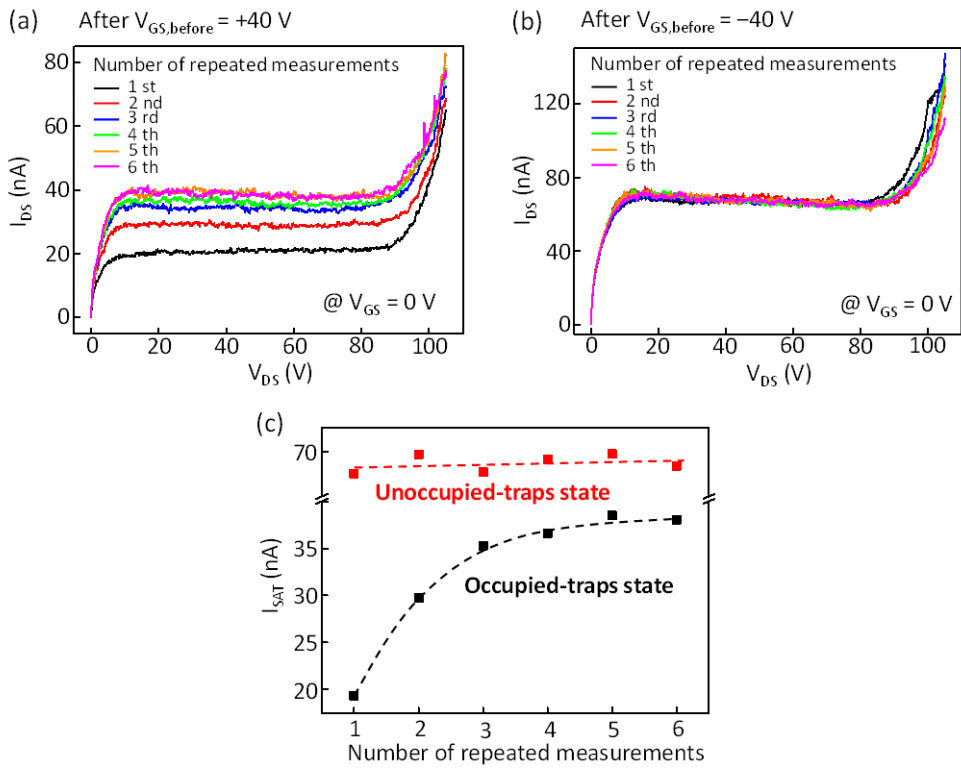 (a) After V_GS,before = +40 V
80
60
40
20
0
I_DS (nA)
Number of repeated measurements
1 st
2 nd
3 rd
4 th
5 th
6 th
@ V_GS = 0 V
0 20 40 60 80 100
V_DS (V)
(b) After V_GS,before = −40 V
120
80
40
0
I_DS (nA)
Number of repeated measurements
1 st
2 nd
3 rd
4 th
5 th
6 th
@ V_GS = 0 V
0 20 40 60 80 100
V_DS (V)
(c)
70
35
30
25
20
I_SAT (nA)
Unoccupied-traps state
Occupied-traps state
1 2 3 4 5 6
Number of repeated measurements